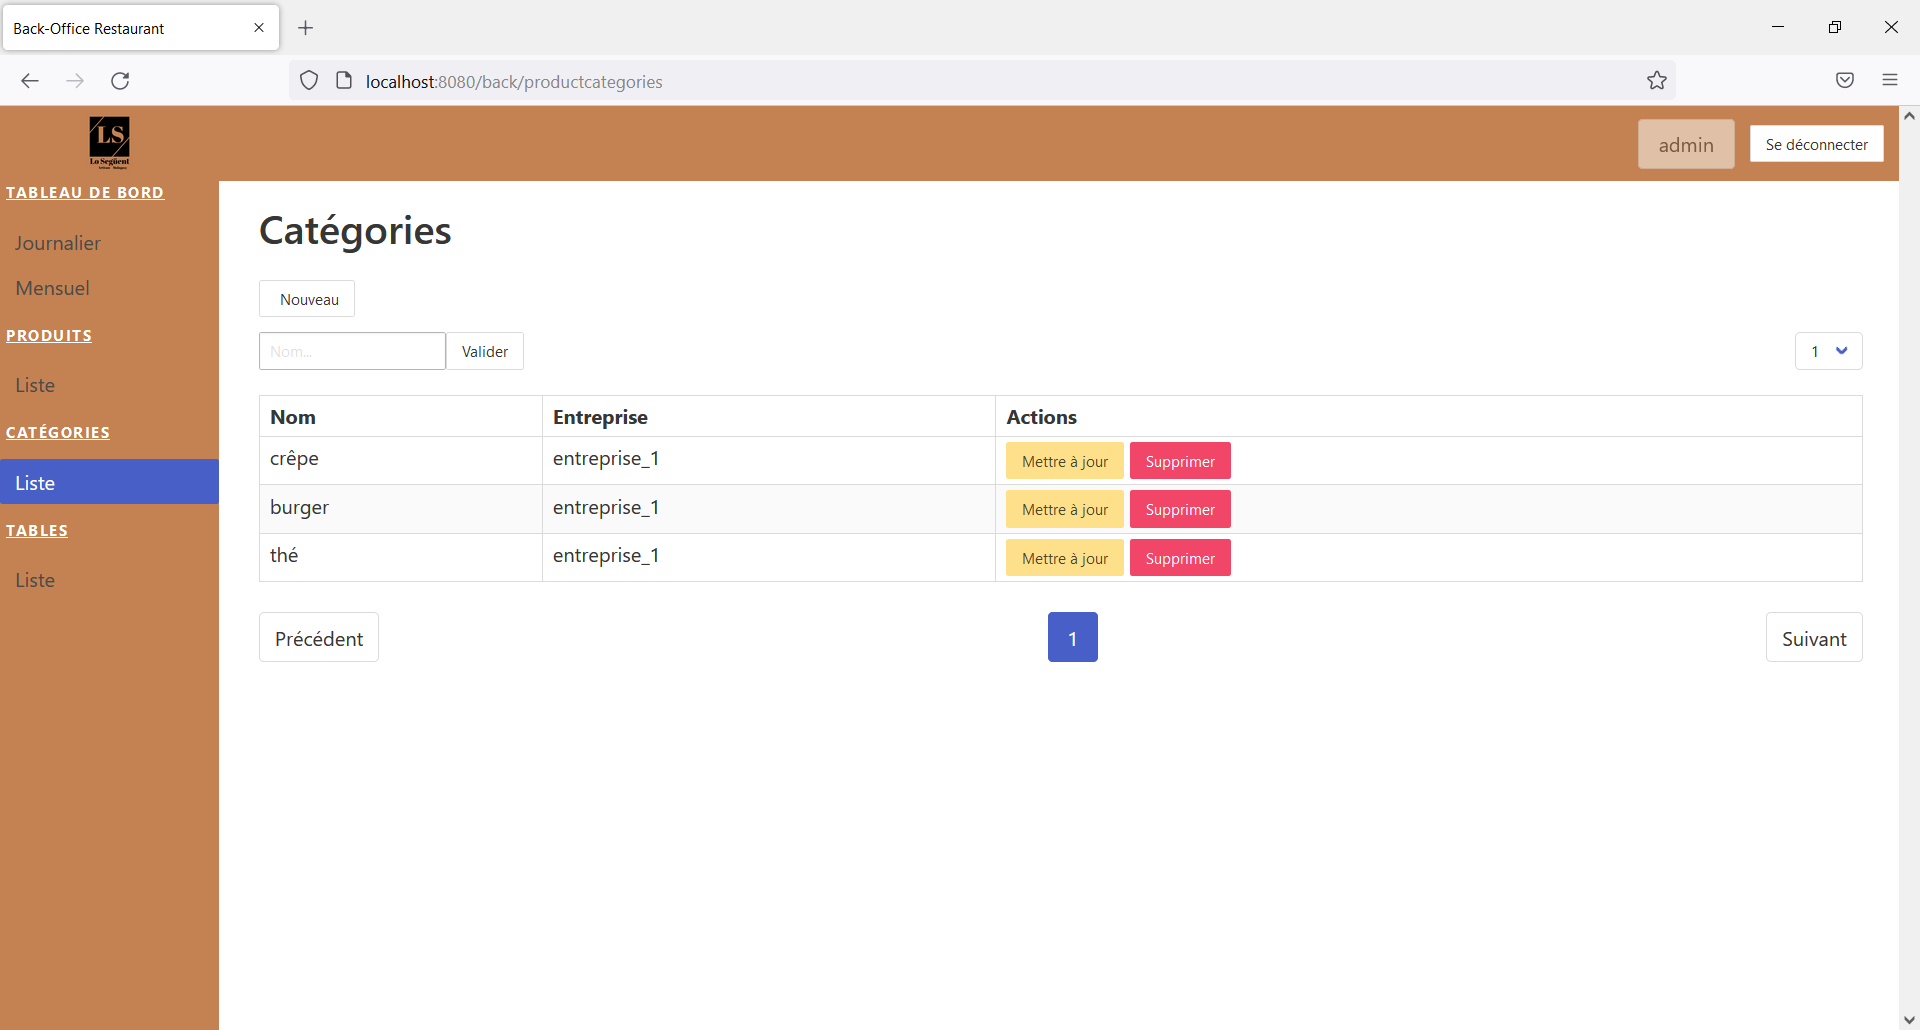 Back-Office Restaurant
localhost:8080/back/productcategories
LS
Lo Següent
admin
Se déconnecter
TABLEAU DE BORD
Journalier
Mensuel
PRODUITS
Liste
CATÉGORIES
Liste
TABLES
Liste
Catégories
Nouveau
Nom...
Valider
1
Nom Entreprise Actions
crêpe entreprise_1 Mettre à jour Supprimer
burger entreprise_1 Mettre à jour Supprimer
thé entreprise_1 Mettre à jour Supprimer
Précédent 1 Suivant